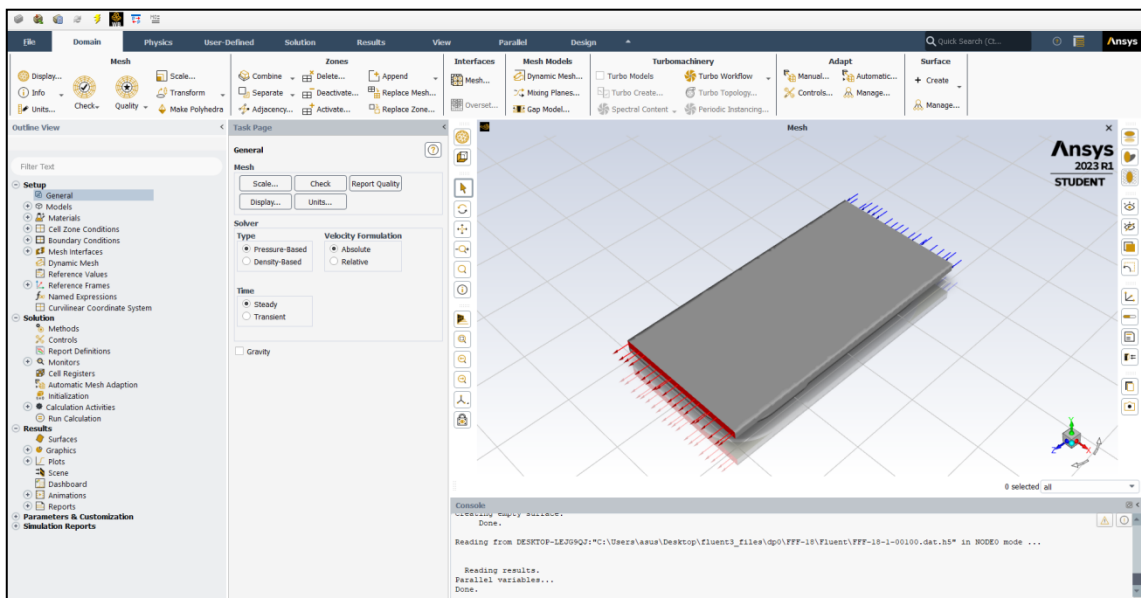 WB
File Domain Physics User-Defined Solution Results View Parallel Design Quick Search (Ct... Ansys
Mesh Zones Interfaces Mesh Models Turbomachinery Adapt Surface
Display... Scale... Combine Delete... Append Mesh... Dynamic Mesh... Turbo Models Turbo Workflow Manual... Automatic... + Create
Info Transform Separate Deactivate... Replace Mesh... Mixing Planes... Turbo Create... Turbo Topology... Controls... Manage...
Units... Check Quality Make Polyhedra Adjacency... Activate... Replace Zone... Overset... Gap Model... Spectral Content Periodic Instancing... Manage...
Outline View
Filter Text
Setup
General
Models
Materials
Cell Zone Conditions
Boundary Conditions
Mesh Interfaces
Dynamic Mesh
Reference Values
Reference Frames
Named Expressions
Curvilinear Coordinate System
Solution
Methods
Controls
Report Definitions
Monitors
Cell Registers
Automatic Mesh Adaption
Initialization
Calculation Activities
Run Calculation
Results
Surfaces
Graphics
Plots
Scene
Dashboard
Animations
Reports
Parameters & Customization
Simulation Reports
Task Page
General
Mesh
Scale... Check Report Quality
Display... Units...
Solver
Type Velocity Formulation
Pressure-Based Absolute
Density-Based Relative
Time
Steady
Transient
Gravity
Mesh
Ansys
2023 R1
STUDENT
Y
Z
0 selected all
Console
Creating empty surface.
Done.
Reading from DESKTOP-LEJG9QJ:"C:\Users\asus\Desktop\fluent3_files\dp0\FFF-18\Fluent\FFF-18-1-00100.dat.h5" in NODE0 mode ...
Reading results.
Parallel variables...
Done.